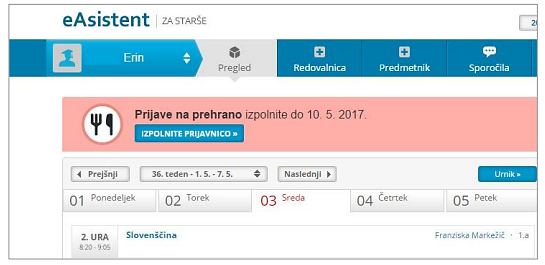 eAsistent | ZA STARŠE
Erin
Pregled
Redovalnica
Predmetnik
Sporočila
Prijave na prehrano izpolnite do 10. 5. 2017.
IZPOLNITE PRIJAVNICO »
Prejšnji
36. teden - 1. 5. - 7. 5.
Naslednji
Urnik »
01 Ponedeljek
02 Torek
03 Sreda
04 Četrtek
05 Petek
2. URA
8:20 - 9:05
Slovenščina
Franziska Markežič · 1.a